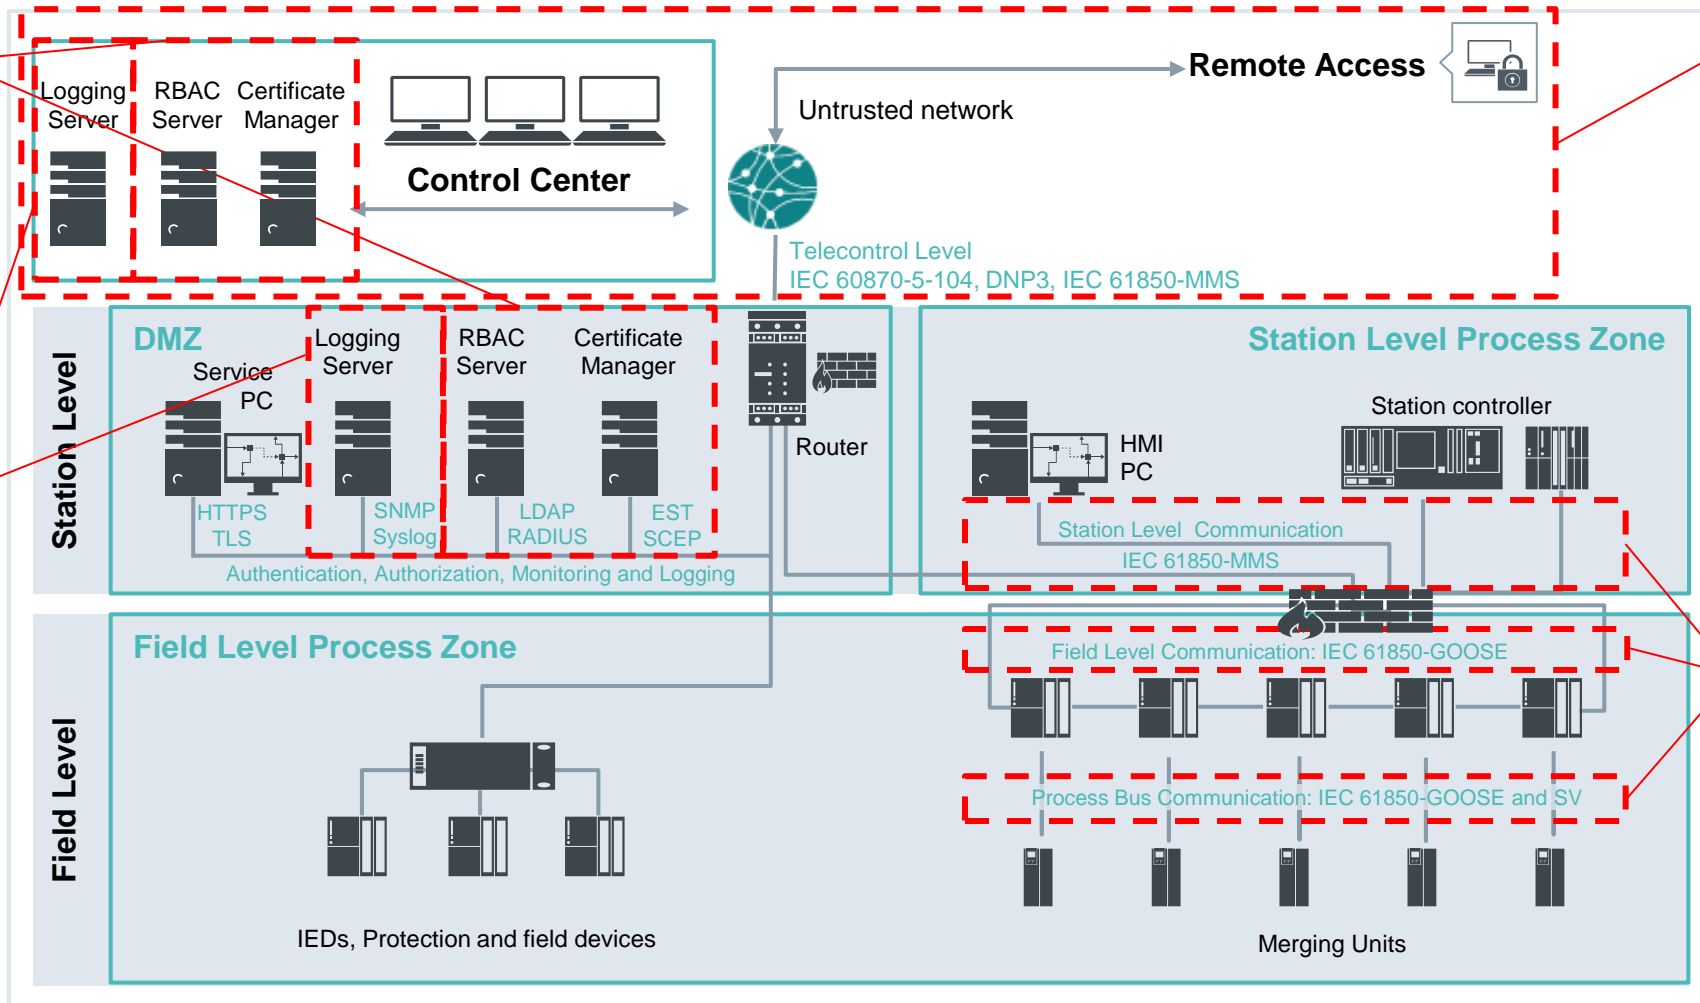 Logging
Server
RBAC
Server
Certificate
Manager
Control Center
Untrusted network
Remote Access
Telecontrol Level
IEC 60870-5-104, DNP3, IEC 61850-MMS
Station Level
DMZ
Service
PC
Logging
Server
RBAC
Server
Certificate
Manager
Router
HTTPS
TLS
SNMP
Syslog
LDAP
RADIUS
EST
SCEP
Authentication, Authorization, Monitoring and Logging
Station Level Process Zone
HMI
PC
Station controller
Station Level Communication
IEC 61850-MMS
Field Level
Field Level Process Zone
IEDs, Protection and field devices
Field Level Communication: IEC 61850-GOOSE
Process Bus Communication: IEC 61850-GOOSE and SV
Merging Units